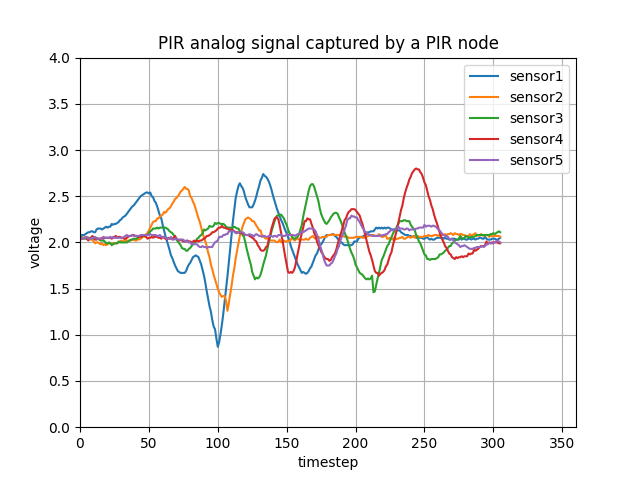 PIR analog signal captured by a PIR node
4.0
3.5
3.0
2.5
2.0
1.5
1.0
0.5
0.0
voltage
sensor1
sensor2
sensor3
sensor4
sensor5
0 50 100 150 200 250 300 350
timestep